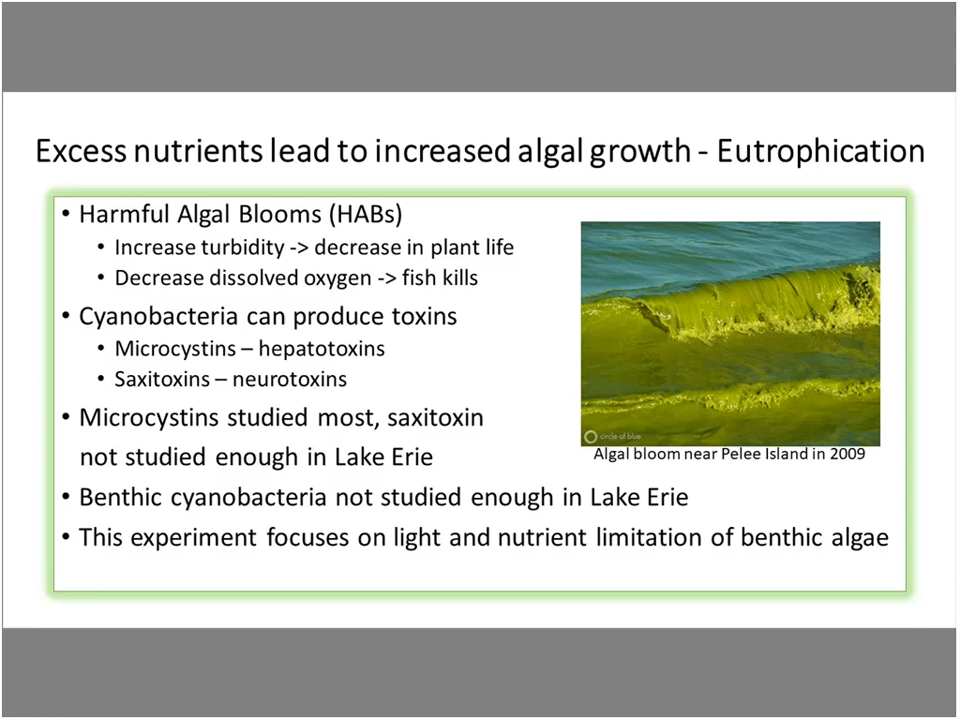 Excess nutrients lead to increased algal growth - Eutrophication
• Harmful Algal Blooms (HABs)
• Increase turbidity -> decrease in plant life
• Decrease dissolved oxygen -> fish kills
• Cyanobacteria can produce toxins
• Microcystins – hepatotoxins
• Saxitoxins – neurotoxins
• Microcystins studied most, saxitoxin
not studied enough in Lake Erie
circle of blue
Algal bloom near Pelee Island in 2009
• Benthic cyanobacteria not studied enough in Lake Erie
• This experiment focuses on light and nutrient limitation of benthic algae